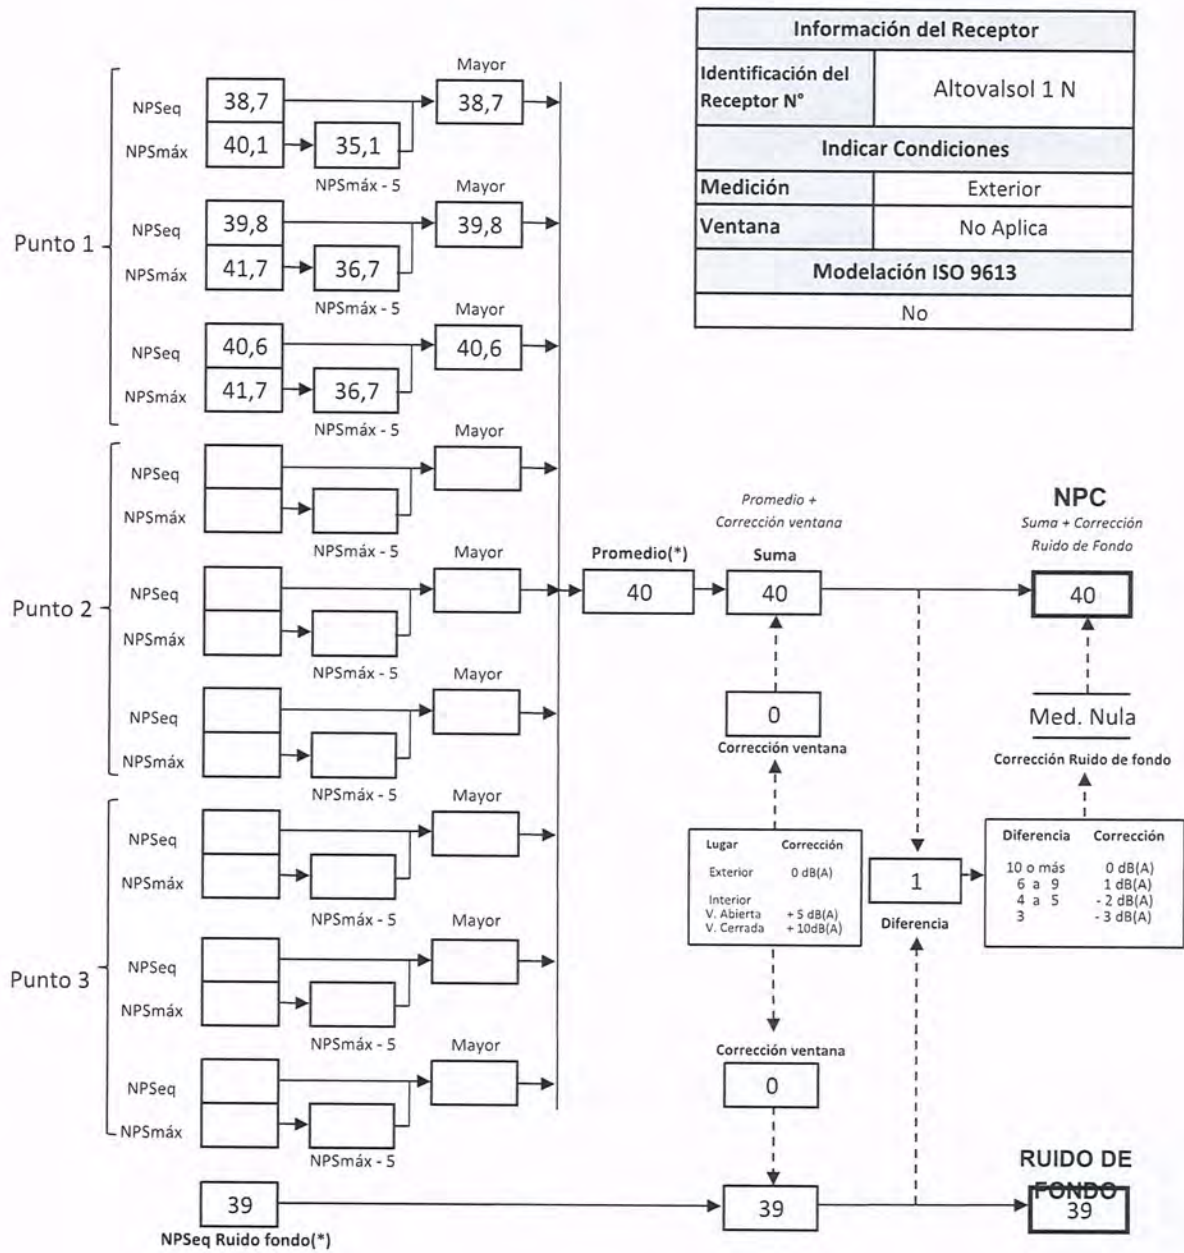 Información del Receptor
Identificación del
Receptor N°
Altovalsol 1 N
Indicar Condiciones
Medición
Exterior
Ventana
No Aplica
Modelación ISO 9613
No
Punto 1
NPSeq
38,7
Mayor
38,7
NPSmáx
40,1
35,1
NPSmáx - 5
NPSeq
39,8
Mayor
39,8
NPSmáx
41,7
36,7
NPSmáx - 5
NPSeq
40,6
Mayor
40,6
NPSmáx
41,7
36,7
NPSmáx - 5
Punto 2
NPSeq
Mayor
NPSmáx
NPSmáx - 5
NPSeq
Mayor
NPSmáx
NPSmáx - 5
NPSeq
Mayor
NPSmáx
NPSmáx - 5
Punto 3
NPSeq
Mayor
NPSmáx
NPSmáx - 5
NPSeq
Mayor
NPSmáx
NPSmáx - 5
NPSeq
Mayor
NPSmáx
NPSmáx - 5
Promedio(*)
40
Promedio +
Corrección ventana
Suma
40
NPC
Suma + Corrección
Ruido de Fondo
40
0
Corrección ventana
Med. Nula
Corrección Ruido de fondo
Lugar Corrección
Exterior 0 dB(A)
Interior
V. Abierta + 5 dB(A)
V. Cerrada + 10dB(A)
1
Diferencia
Diferencia Corrección
10 o más 0 dB(A)
6 a 9 1 dB(A)
4 a 5 - 2 dB(A)
3 - 3 dB(A)
Corrección ventana
0
39
NPSeq Ruido fondo(*)
39
RUIDO DE
FONDO
39